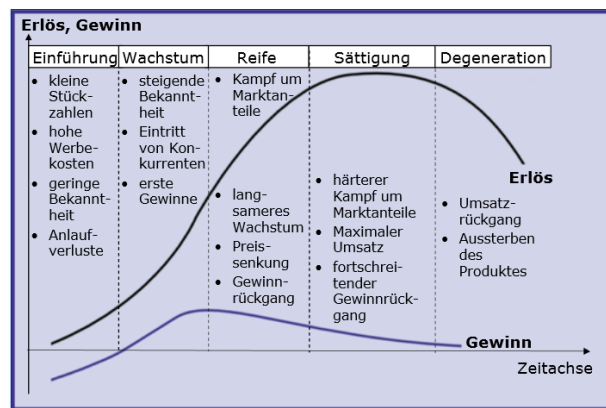 Erlös, Gewinn
Einführung
Wachstum
Reife
Sättigung
Degeneration
• kleine
Stück-
zahlen
• hohe
Werbe-
kosten
• geringe
Bekannt-
heit
• Anlauf-
verluste
• steigende
Bekannt-
heit
• Eintritt
von Kon-
kurrenten
• erste
Gewinne
• Kampf um
Marktan-
teile
• lang-
sameres
Wachstum
• Preis-
senkung
• Gewinn-
rückgang
• härterer
Kampf um
Marktanteile
• Maximaler
Umsatz
• fortschrei-
tender
Gewinnrück-
gang
Erlös
• Umsatz-
rückgang
• Aussterben
des
Produktes
Gewinn
Zeitachse